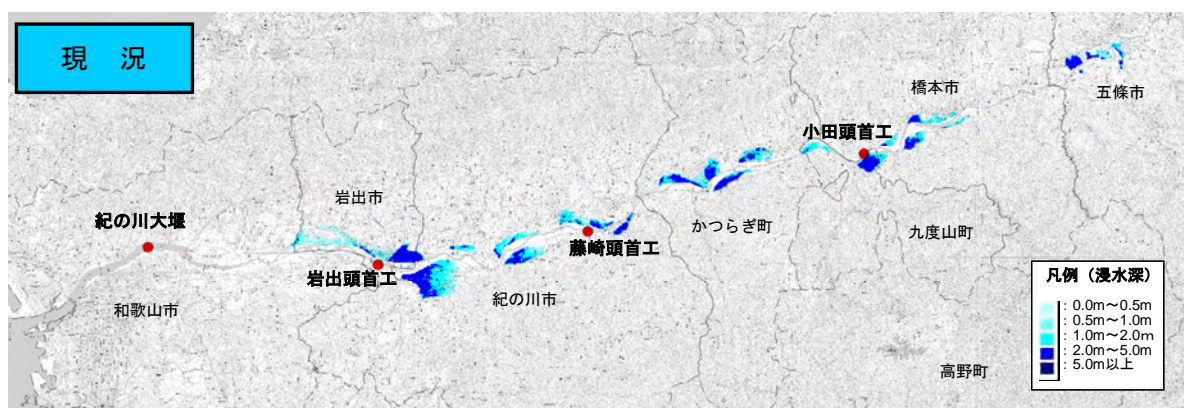 現 況
橋本市
五條市
小田頭首工
岩出市
紀の川大堰
かつらぎ町
九度山町
藤崎頭首工
岩出頭首工
紀の川市
和歌山市
高野町
凡例（浸水深）
: 0.0m～0.5m
: 0.5m～1.0m
: 1.0m～2.0m
: 2.0m～5.0m
: 5.0m以上